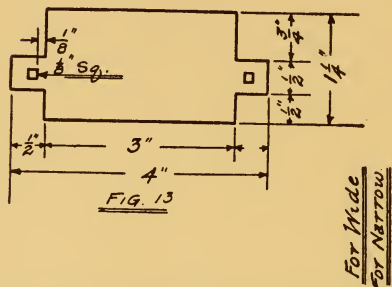 1/8"
1/8" Sq.
3/4"
1/2"
1/2"
1 1/4"
1/2"
3"
4"
FIG. 13
For Wide
For Narrow.